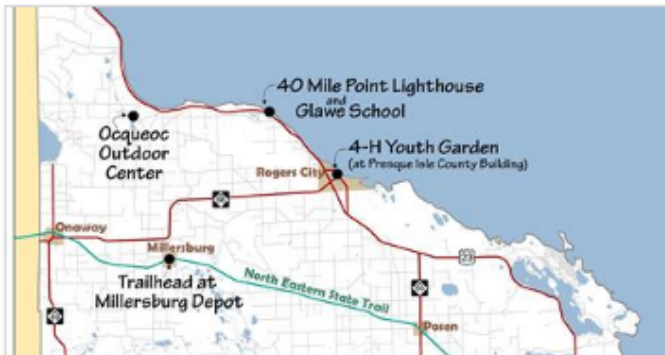 40 Mile Point Lighthouse
and
Glawe School
Ocqueoc
Outdoor
Center
4-H Youth Garden
(at Presque Isle County Building)
Rogers City
Onaway
Millersburg
Trailhead at
Millersburg Depot
North Eastern State Trail
23
Posen